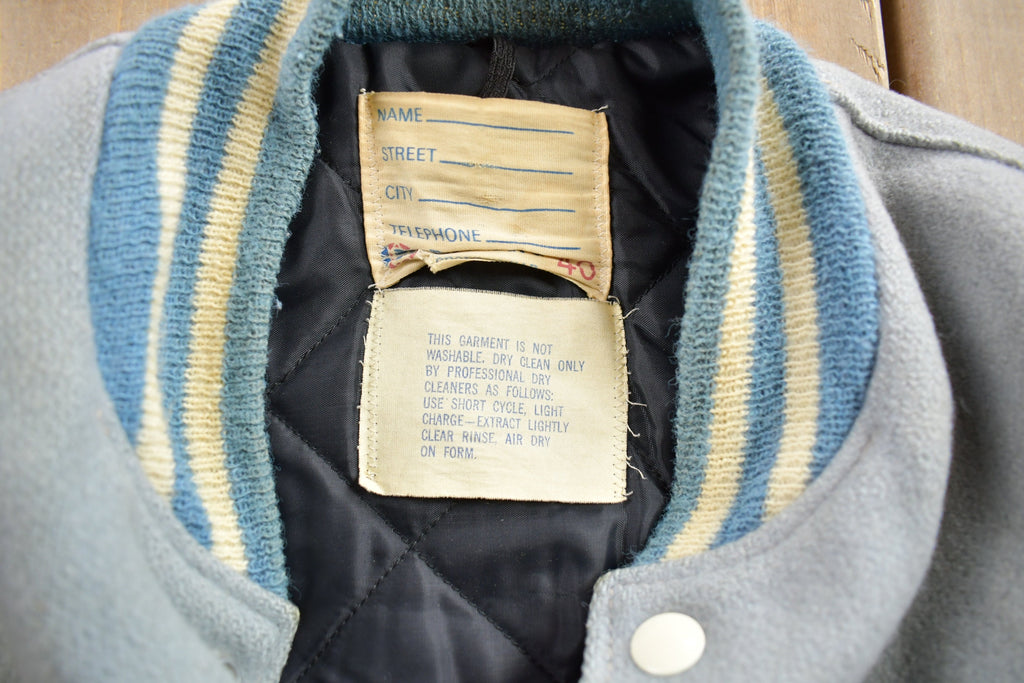 NAME
STREET
CITY
TELEPHONE
40
THIS GARMENT IS NOT
WASHABLE. DRY CLEAN ONLY
BY PROFESSIONAL DRY
CLEANERS AS FOLLOWS:
USE SHORT CYCLE, LIGHT
CHARGE—EXTRACT LIGHTLY
CLEAR RINSE. AIR DRY
ON FORM.